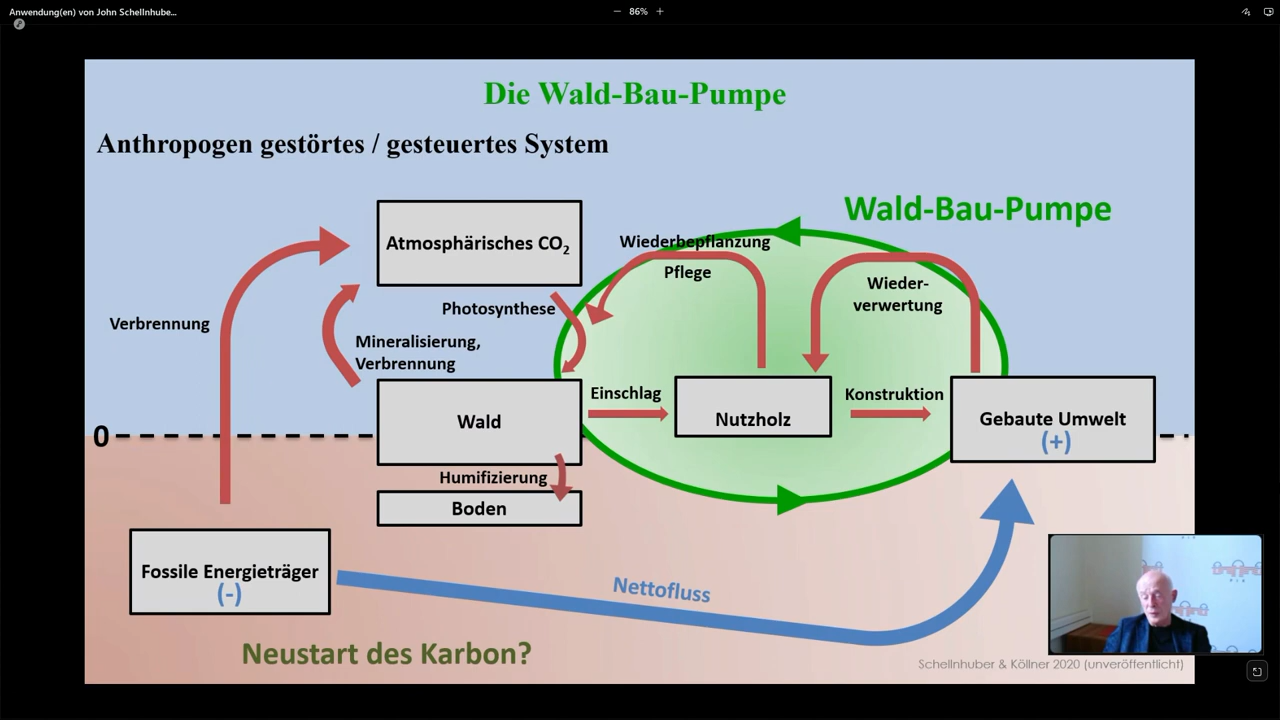 Anwendung(en) von John Schellnhube...
86%
Die Wald-Bau-Pumpe
Anthropogen gestörtes / gesteuertes System
Wald-Bau-Pumpe
Atmosphärisches CO₂
Wiederbepflanzung
Pflege
Wieder-
verwertung
Photosynthese
Verbrennung
Mineralisierung,
Verbrennung
Einschlag
Konstruktion
Wald
Nutzholz
Gebaute Umwelt
(+)
0
Humifizierung
Boden
Fossile Energieträger
(-)
Nettofluss
Neustart des Karbon?
Schellnhuber & Köllner 2020 (unveröffentlicht)